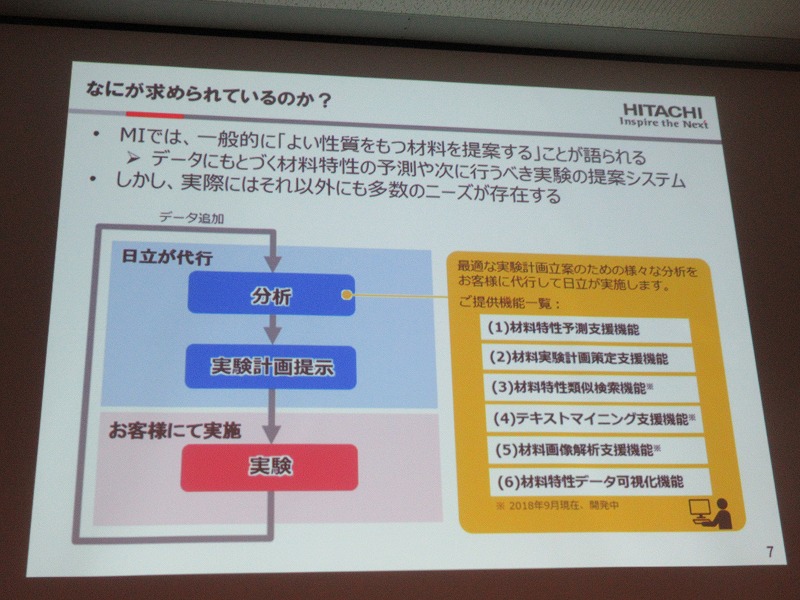 なにが求められているのか？
HITACHI
Inspire the Next
• MIでは、一般的に「よい性質をもつ材料を提案する」ことが語られる
➢ データにもとづく材料特性の予測や次に行うべき実験の提案システム
• しかし、実際にはそれ以外にも多数のニーズが存在する
データ追加
日立が代行
分析
実験計画提示
お客様にて実施
実験
最適な実験計画立案のための様々な分析を
お客様に代行して日立が実施します。
ご提供機能一覧：
(1)材料特性予測支援機能
(2)材料実験計画策定支援機能
(3)材料特性類似検索機能※
(4)テキストマイニング支援機能※
(5)材料画像解析支援機能※
(6)材料特性データ可視化機能
※ 2018年9月現在、開発中
7